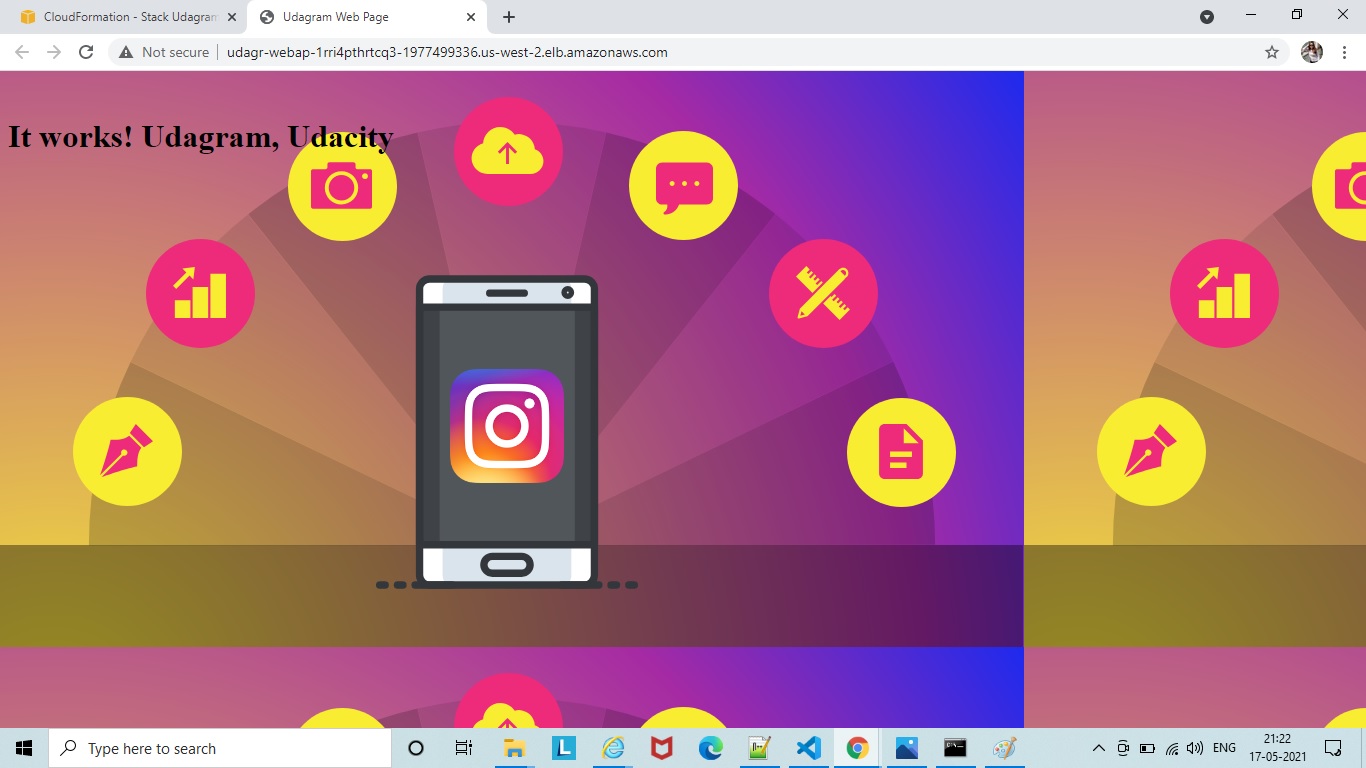 CloudFormation - Stack Udagram
Udagram Web Page
Not secure
udagr-webap-1rri4pthrtcq3-1977499336.us-west-2.elb.amazonaws.com
It works! Udagram, Udacity
Type here to search
L
ENG
21:22
17-05-2021